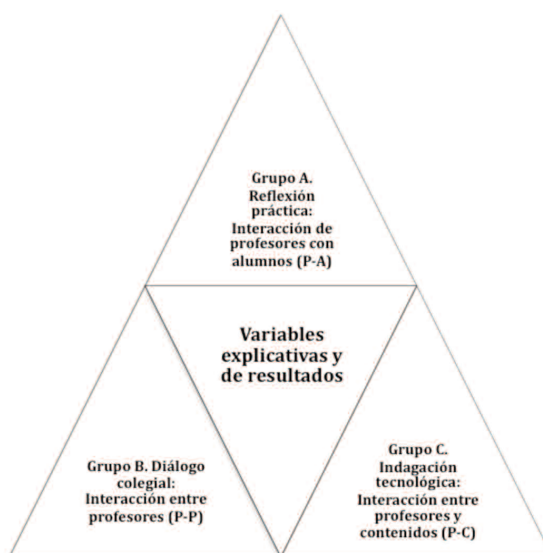 Grupo A.
Reflexión
práctica:
Interacción de
profesores con
alumnos (P-A)
Variables
explicativas y
de resultados
Grupo B. Diálogo
colegial:
Interacción entre
profesores (P-P)
Grupo C.
Indagación
tecnológica:
Interacción entre
profesores y
contenidos (P-C)